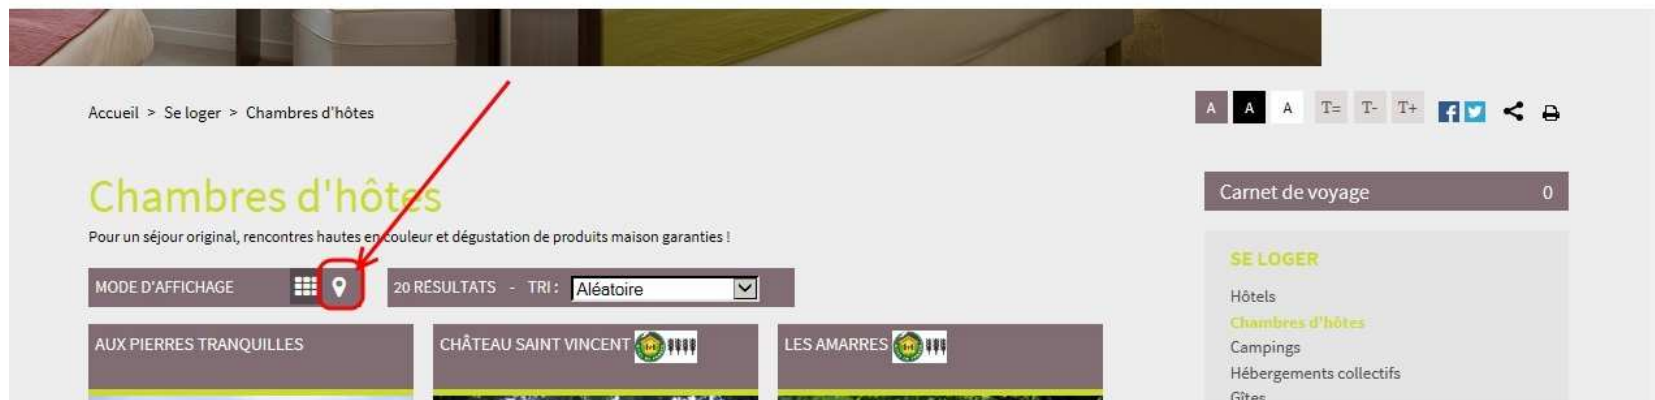 Accueil > Se loger > Chambres d'hôtes
A A A T= T- T+
Chambres d'hôtes
Pour un séjour original, rencontres hautes en couleur et dégustation de produits maison garanties !
MODE D'AFFICHAGE
20 RÉSULTATS - TRI : Aléatoire
AUX PIERRES TRANQUILLES
CHÂTEAU SAINT VINCENT
LES AMARRES
Carnet de voyage 0
SE LOGER
Hôtels
Chambres d'hôtes
Campings
Hébergements collectifs
Gîtes